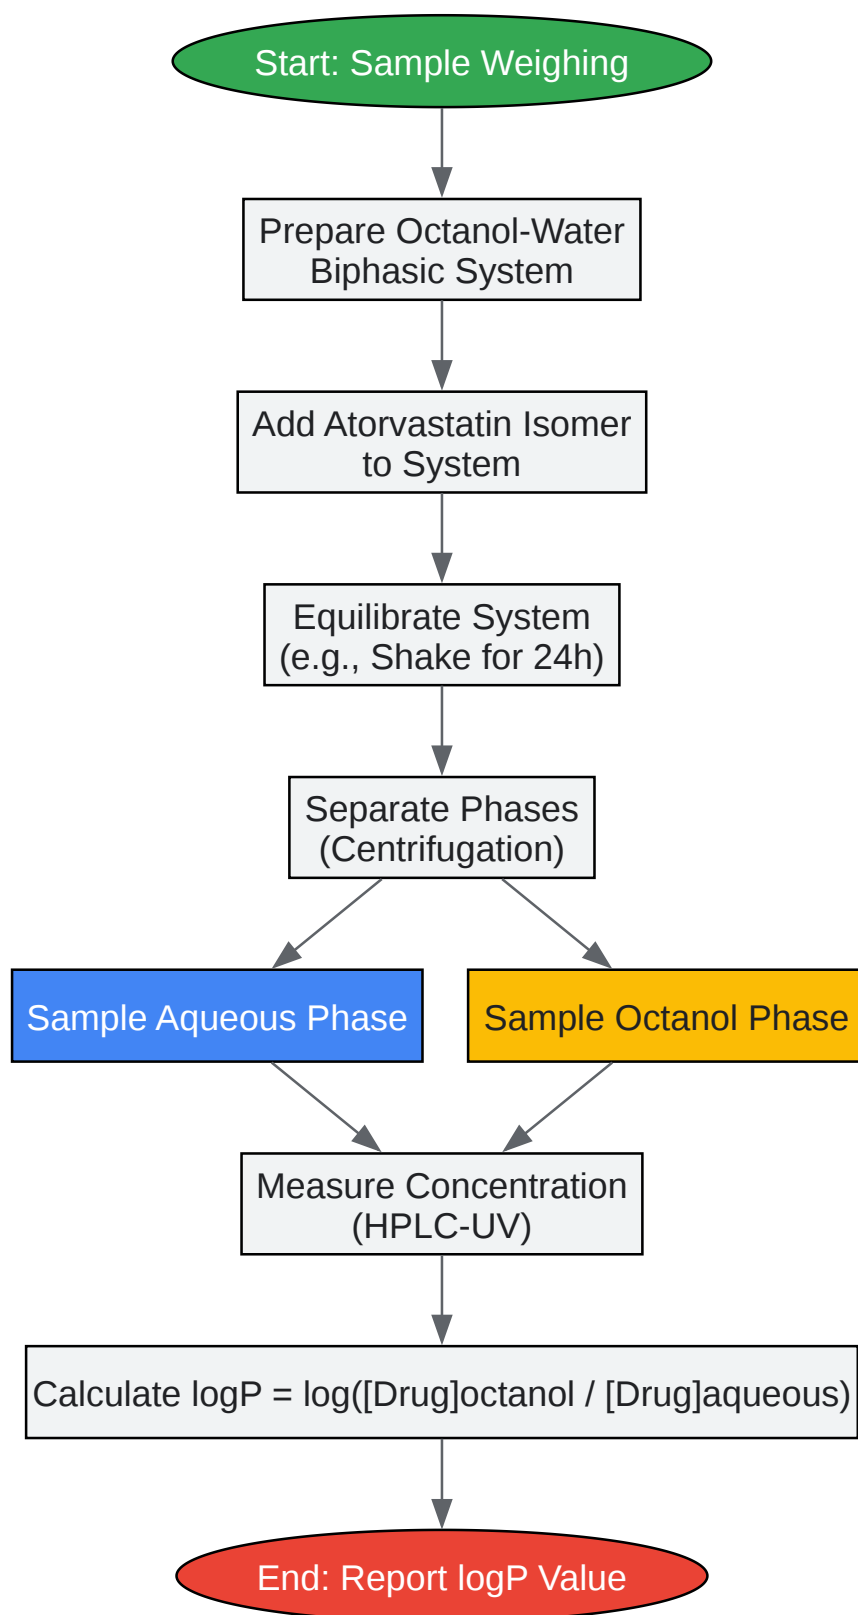 Start: Sample Weighing
Prepare Octanol-Water
Biphasic System
Add Atorvastatin Isomer
to System
Equilibrate System
(e.g., Shake for 24h)
Separate Phases
(Centrifugation)
Sample Aqueous Phase
Sample Octanol Phase
Measure Concentration
(HPLC-UV)
Calculate logP = log([Drug]octanol / [Drug]aqueous)
End: Report logP Value